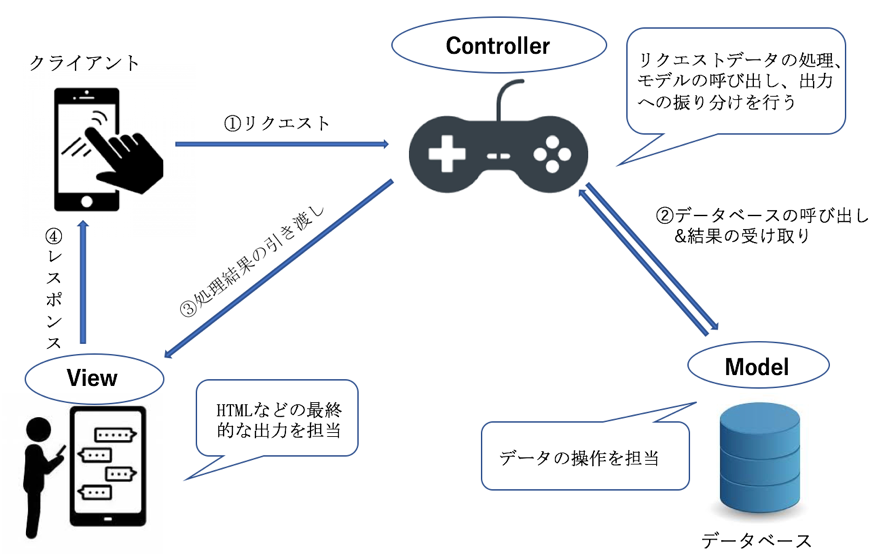 クライアント
Controller
リクエストデータの処理、
モデルの呼び出し、出力
への振り分けを行う
①リクエスト
②データベースの呼び出し
&結果の受け取り
③処理結果の引き渡し
④レスポンス
View
HTMLなどの最終
的な出力を担当
Model
データの操作を担当
データベース